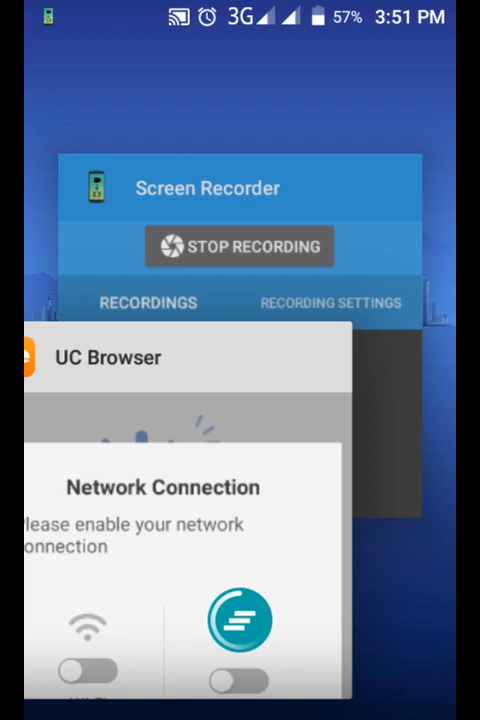 3G 57% 3:51 PM
Screen Recorder
STOP RECORDING
RECORDINGS RECORDING SETTINGS
UC Browser
Network Connection
lease enable your network
onnection